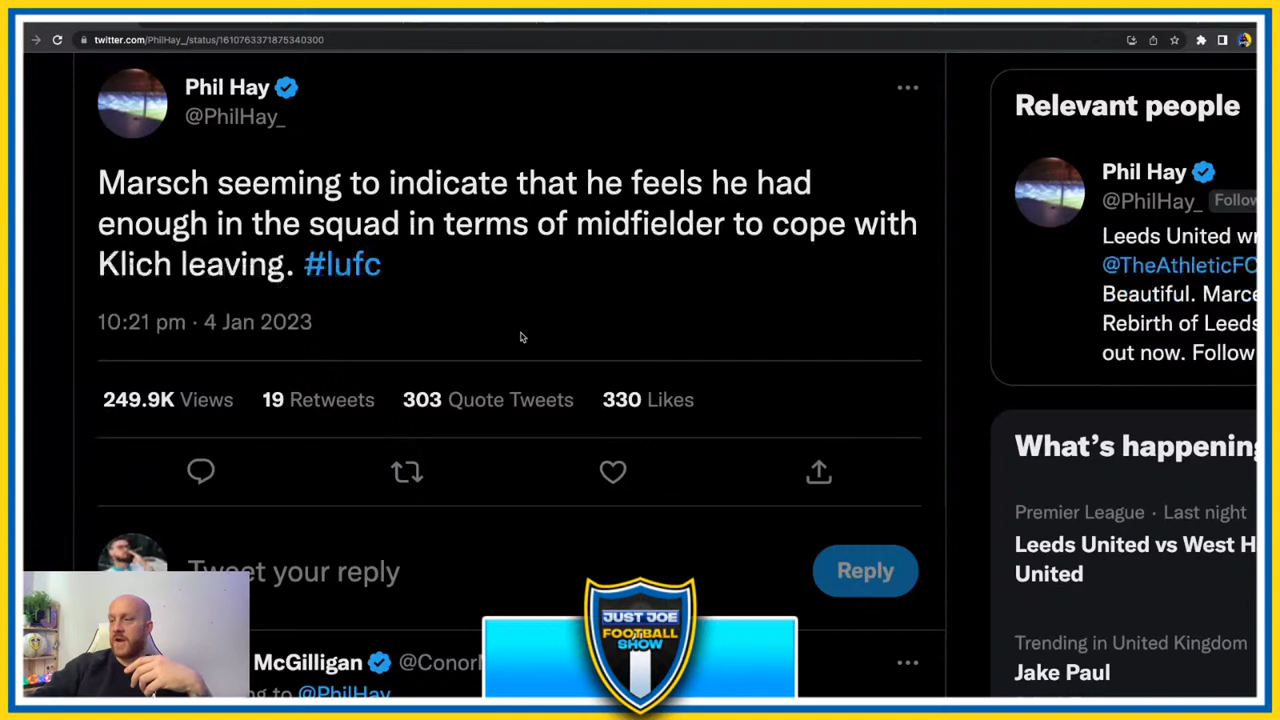 twitter.com/PhilHay_/status/1610763371875340300
Phil Hay
@PhilHay_
Marsch seeming to indicate that he feels he had
enough in the squad in terms of midfielder to cope with
Klich leaving. #lufc
10:21 pm · 4 Jan 2023
249.9K Views 19 Retweets 303 Quote Tweets 330 Likes
Tweet your reply
Reply
McGilligan @Conor
@PhilHay
Relevant people
Phil Hay
@PhilHay_ Follow
Leeds United wr
@TheAthleticFC
Beautiful. Marce
Rebirth of Leeds
out now. Follow
What's happening
Premier League · Last night
Leeds United vs West H
United
Trending in United Kingdom
Jake Paul
JUST JOE
FOOTBALL
SHOW